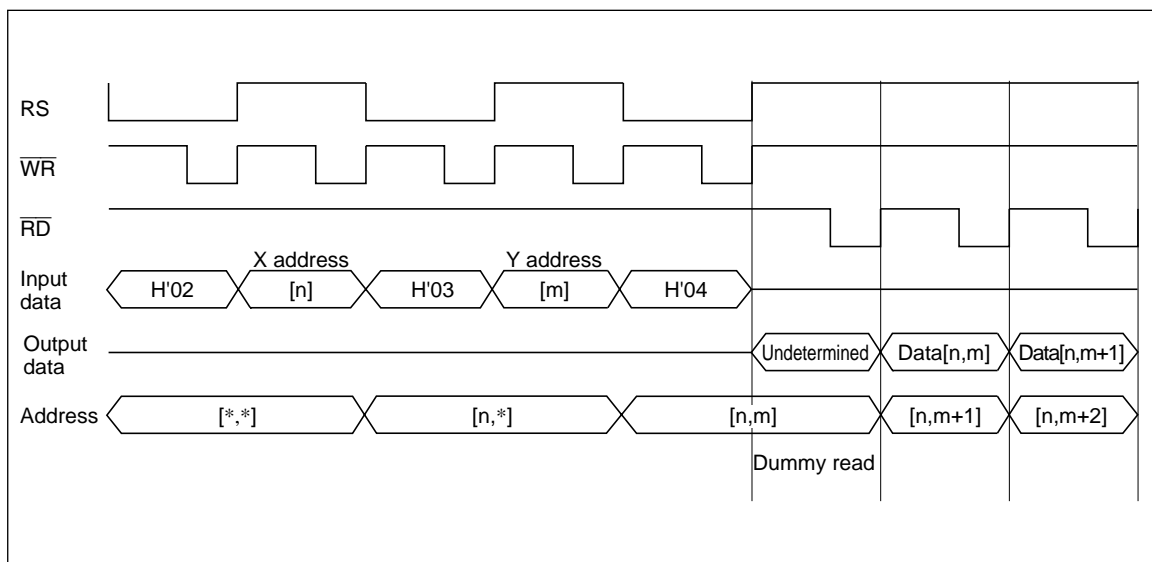 RS
WR
RD
X address
Y address
Input
data
H'02
[n]
H'03
[m]
H'04
Output
data
Undetermined
Data[n,m]
Data[n,m+1]
Address
[*,*]
[n,*]
[n,m]
[n,m+1]
[n,m+2]
Dummy read